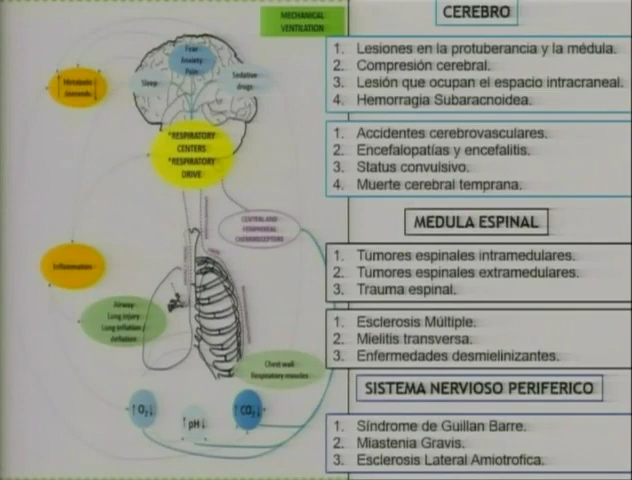 MECHANICAL
VENTILATION
Fear
Anxiety
Pain
Sleep
Sedative
drugs
Metabolic
demands
*RESPIRATORY
CENTERS
*RESPIRATORY
DRIVE
CENTRAL AND
PERIPHERAL
CHEMORECEPTORS
Inflammation
Airway
Lung injury
Lung inflation /
deflation
Chest wall
Respiratory muscles
↑ O₂↓
↑ pH↓
↑ CO₂↓
CEREBRO
1. Lesiones en la protuberancia y la médula.
2. Compresión cerebral.
3. Lesión que ocupan el espacio intracraneal.
4. Hemorragia Subaracnoidea.
1. Accidentes cerebrovasculares.
2. Encefalopatías y encefalitis.
3. Status convulsivo.
4. Muerte cerebral temprana.
MEDULA ESPINAL
1. Tumores espinales intramedulares.
2. Tumores espinales extramedulares.
3. Trauma espinal.
1. Esclerosis Múltiple.
2. Mielitis transversa.
3. Enfermedades desmielinizantes.
SISTEMA NERVIOSO PERIFERICO
1. Síndrome de Guillan Barre.
2. Miastenia Gravis.
3. Esclerosis Lateral Amiotrofica.